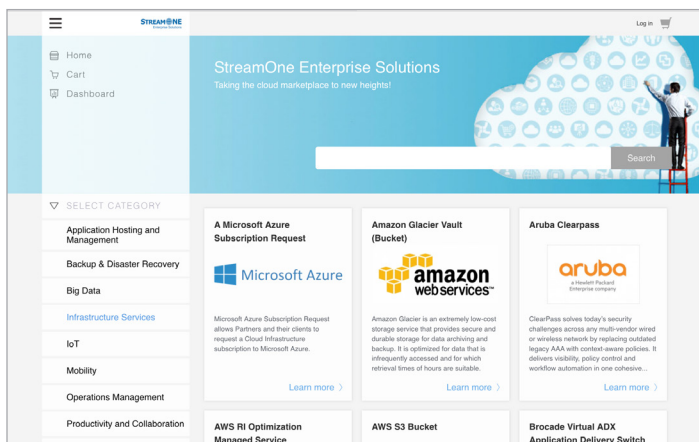 STREAMONE
Enterprise Solutions
Log in
Home
Cart
Dashboard
StreamOne Enterprise Solutions
Taking the cloud marketplace to new heights!
Search
SELECT CATEGORY
Application Hosting and
Management
Backup & Disaster Recovery
Big Data
Infrastructure Services
IoT
Mobility
Operations Management
Productivity and Collaboration
A Microsoft Azure
Subscription Request
Microsoft Azure
Microsoft Azure Subscription Request
allows Partners and their clients to
request a Cloud Infrastructure
subscription to Microsoft Azure.
Learn more
Amazon Glacier Vault
(Bucket)
amazon
webservices™
Amazon Glacier is an extremely low-cost
storage service that provides secure and
durable storage for data archiving and
backup. It is optimized for data that is
infrequently accessed and for which
retrieval times of hours are suitable.
Learn more
Aruba Clearpass
aruba
a Hewlett Packard
Enterprise company
ClearPass solves today's security
challenges across any multi-vendor wired
or wireless network by replacing outdated
legacy AAA with context-aware policies. It
delivers visibility, policy control and
workflow automation in one cohesive...
Learn more
AWS RI Optimization
Managed Service
AWS S3 Bucket
Brocade Virtual ADX
Application Delivery Switch